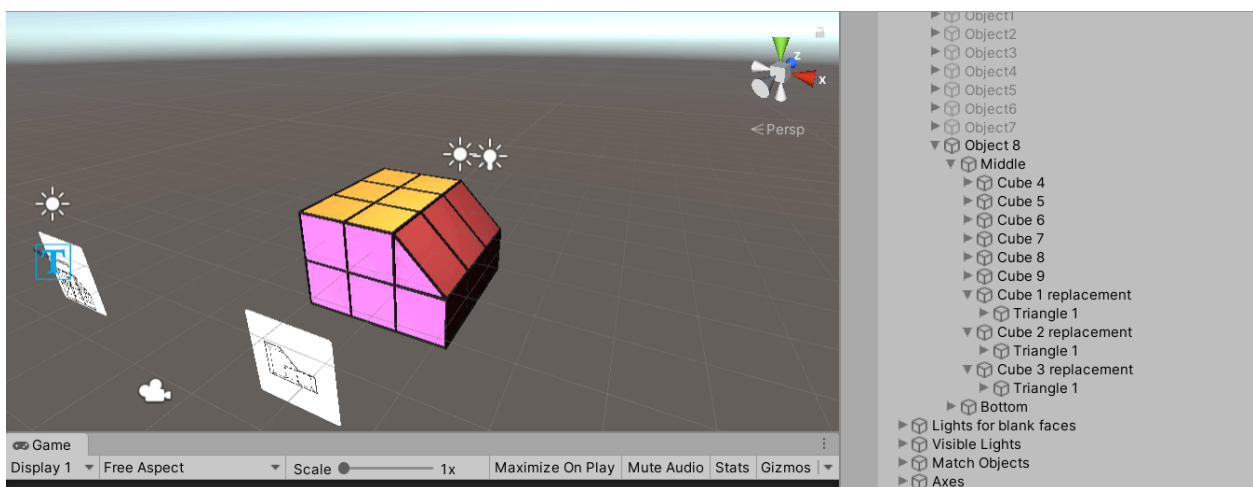 z
x
Persp
T
Game
Display 1 Free Aspect Scale 1x Maximize On Play Mute Audio Stats Gizmos
Object1
Object2
Object3
Object4
Object5
Object6
Object7
Object 8
Middle
Cube 4
Cube 5
Cube 6
Cube 7
Cube 8
Cube 9
Cube 1 replacement
Triangle 1
Cube 2 replacement
Triangle 1
Cube 3 replacement
Triangle 1
Bottom
Lights for blank faces
Visible Lights
Match Objects
Axes